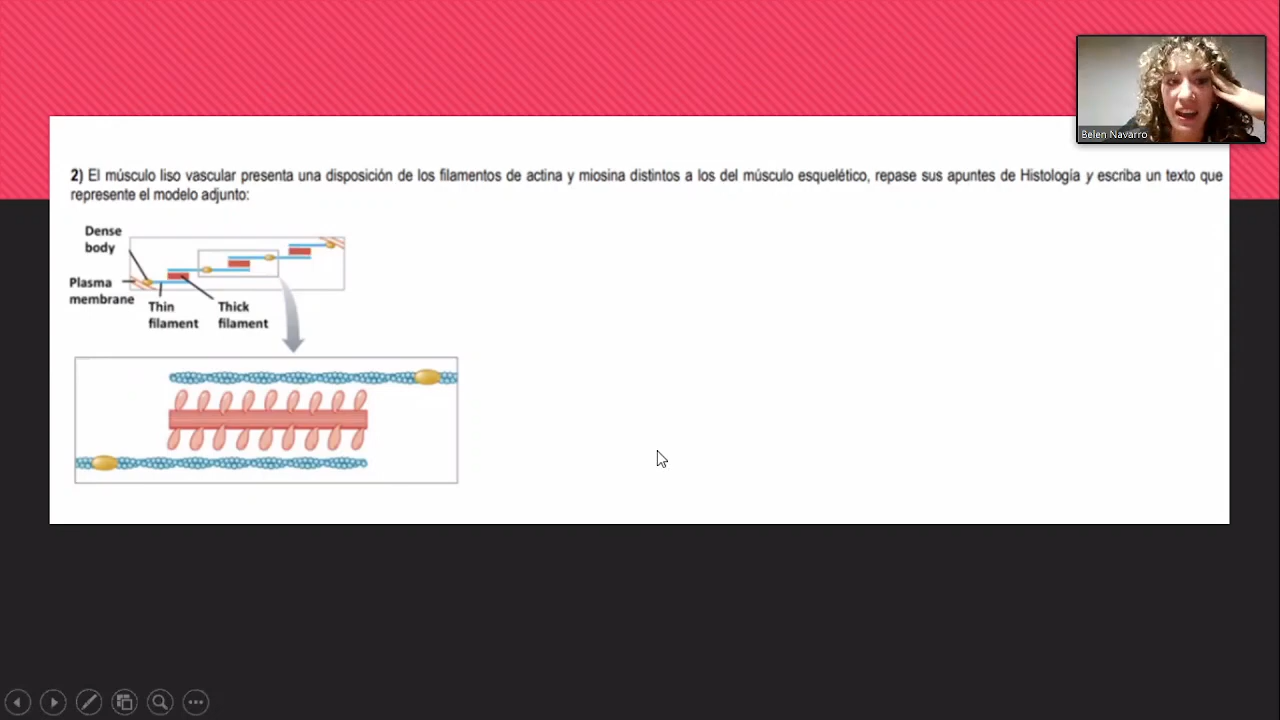 Belen Navarro
2) El músculo liso vascular presenta una disposición de los filamentos de actina y miosina distintos a los del músculo esquelético, repase sus apuntes de Histología y escriba un texto que
represente el modelo adjunto:
Dense
body
Plasma
membrane
Thin
filament
Thick
filament